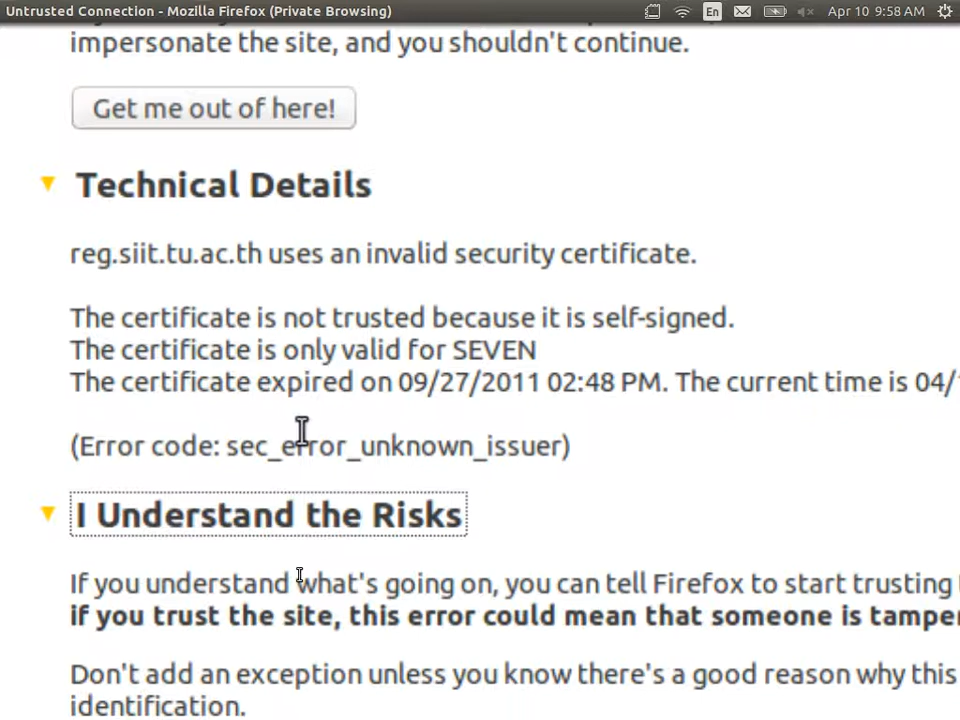 Untrusted Connection - Mozilla Firefox (Private Browsing) En Apr 10 9:58 AM
impersonate the site, and you shouldn't continue.
Get me out of here!
Technical Details
reg.siit.tu.ac.th uses an invalid security certificate.
The certificate is not trusted because it is self-signed.
The certificate is only valid for SEVEN
The certificate expired on 09/27/2011 02:48 PM. The current time is 04/
(Error code: sec_error_unknown_issuer)
I Understand the Risks
If you understand what's going on, you can tell Firefox to start trusting
if you trust the site, this error could mean that someone is tamper
Don't add an exception unless you know there's a good reason why this
identification.